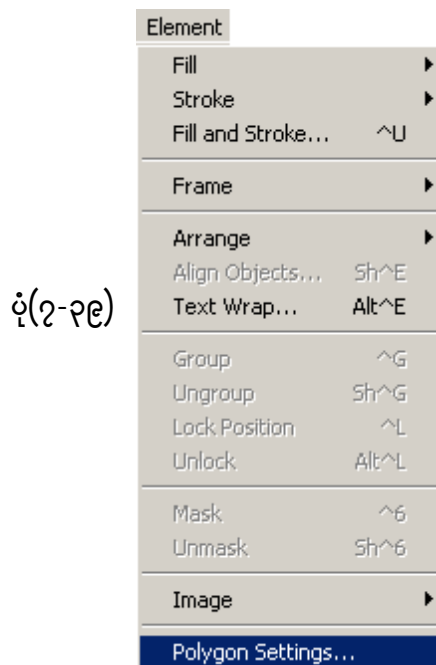 Element
Fill
Stroke
Fill and Stroke... ^U
Frame
Arrange
Align Objects... Sh^E
ပုံ(၇-၃၉)
Text Wrap... Alt^E
Group ^G
Ungroup Sh^G
Lock Position ^L
Unlock Alt^L
Mask ^6
Unmask Sh^6
Image
Polygon Settings...